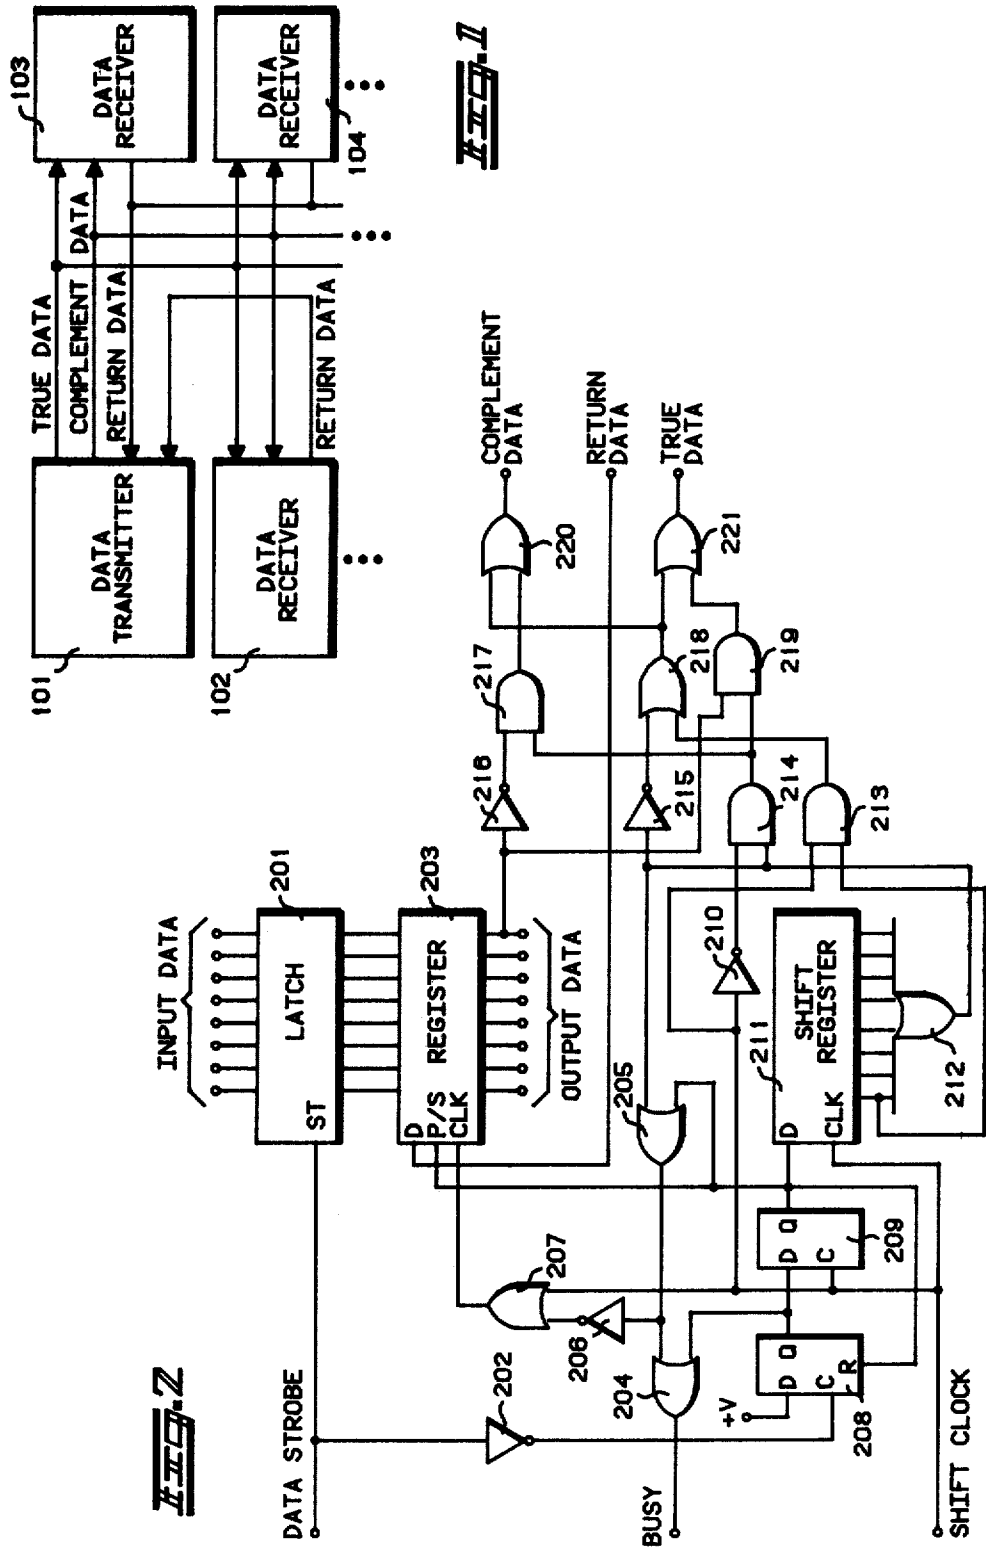 Fig. 1
101
DATA
TRANSMITTER
TRUE DATA
COMPLEMENT DATA
RETURN DATA
103
DATA
RECEIVER
102
DATA
RECEIVER
RETURN DATA
DATA
RECEIVER
104
Fig. 2
INPUT DATA
DATA STROBE
ST
LATCH
201
D
P/S
CLK
REGISTER
203
OUTPUT DATA
202
207
206
205
204
BUSY
216
217
220
COMPLEMENT
DATA
RETURN
DATA
215
218
221
TRUE
DATA
219
214
213
210
+V
D
Q
C
R
208
D
Q
C
209
211
D
CLK
SHIFT
REGISTER
212
SHIFT CLOCK